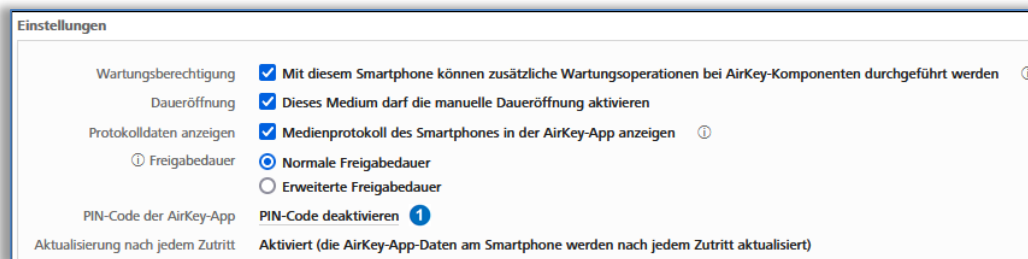 Einstellungen
Wartungsberechtigung Mit diesem Smartphone können zusätzliche Wartungsoperationen bei AirKey-Komponenten durchgeführt werden
Daueröffnung Dieses Medium darf die manuelle Daueröffnung aktivieren
Protokolldaten anzeigen Medienprotokoll des Smartphones in der AirKey-App anzeigen ⓘ
ⓘ Freigabedauer Normale Freigabedauer
Erweiterte Freigabedauer
PIN-Code der AirKey-App PIN-Code deaktivieren 1
Aktualisierung nach jedem Zutritt Aktiviert (die AirKey-App-Daten am Smartphone werden nach jedem Zutritt aktualisiert)